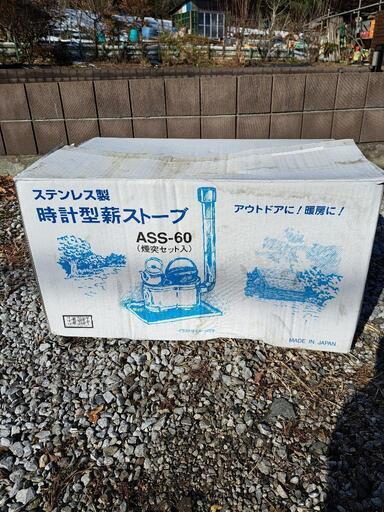 ステンレス製
時計型薪ストーブ
ASS-60
(煙突セット入)
アウトドアに!暖房に!
MADE IN JAPAN